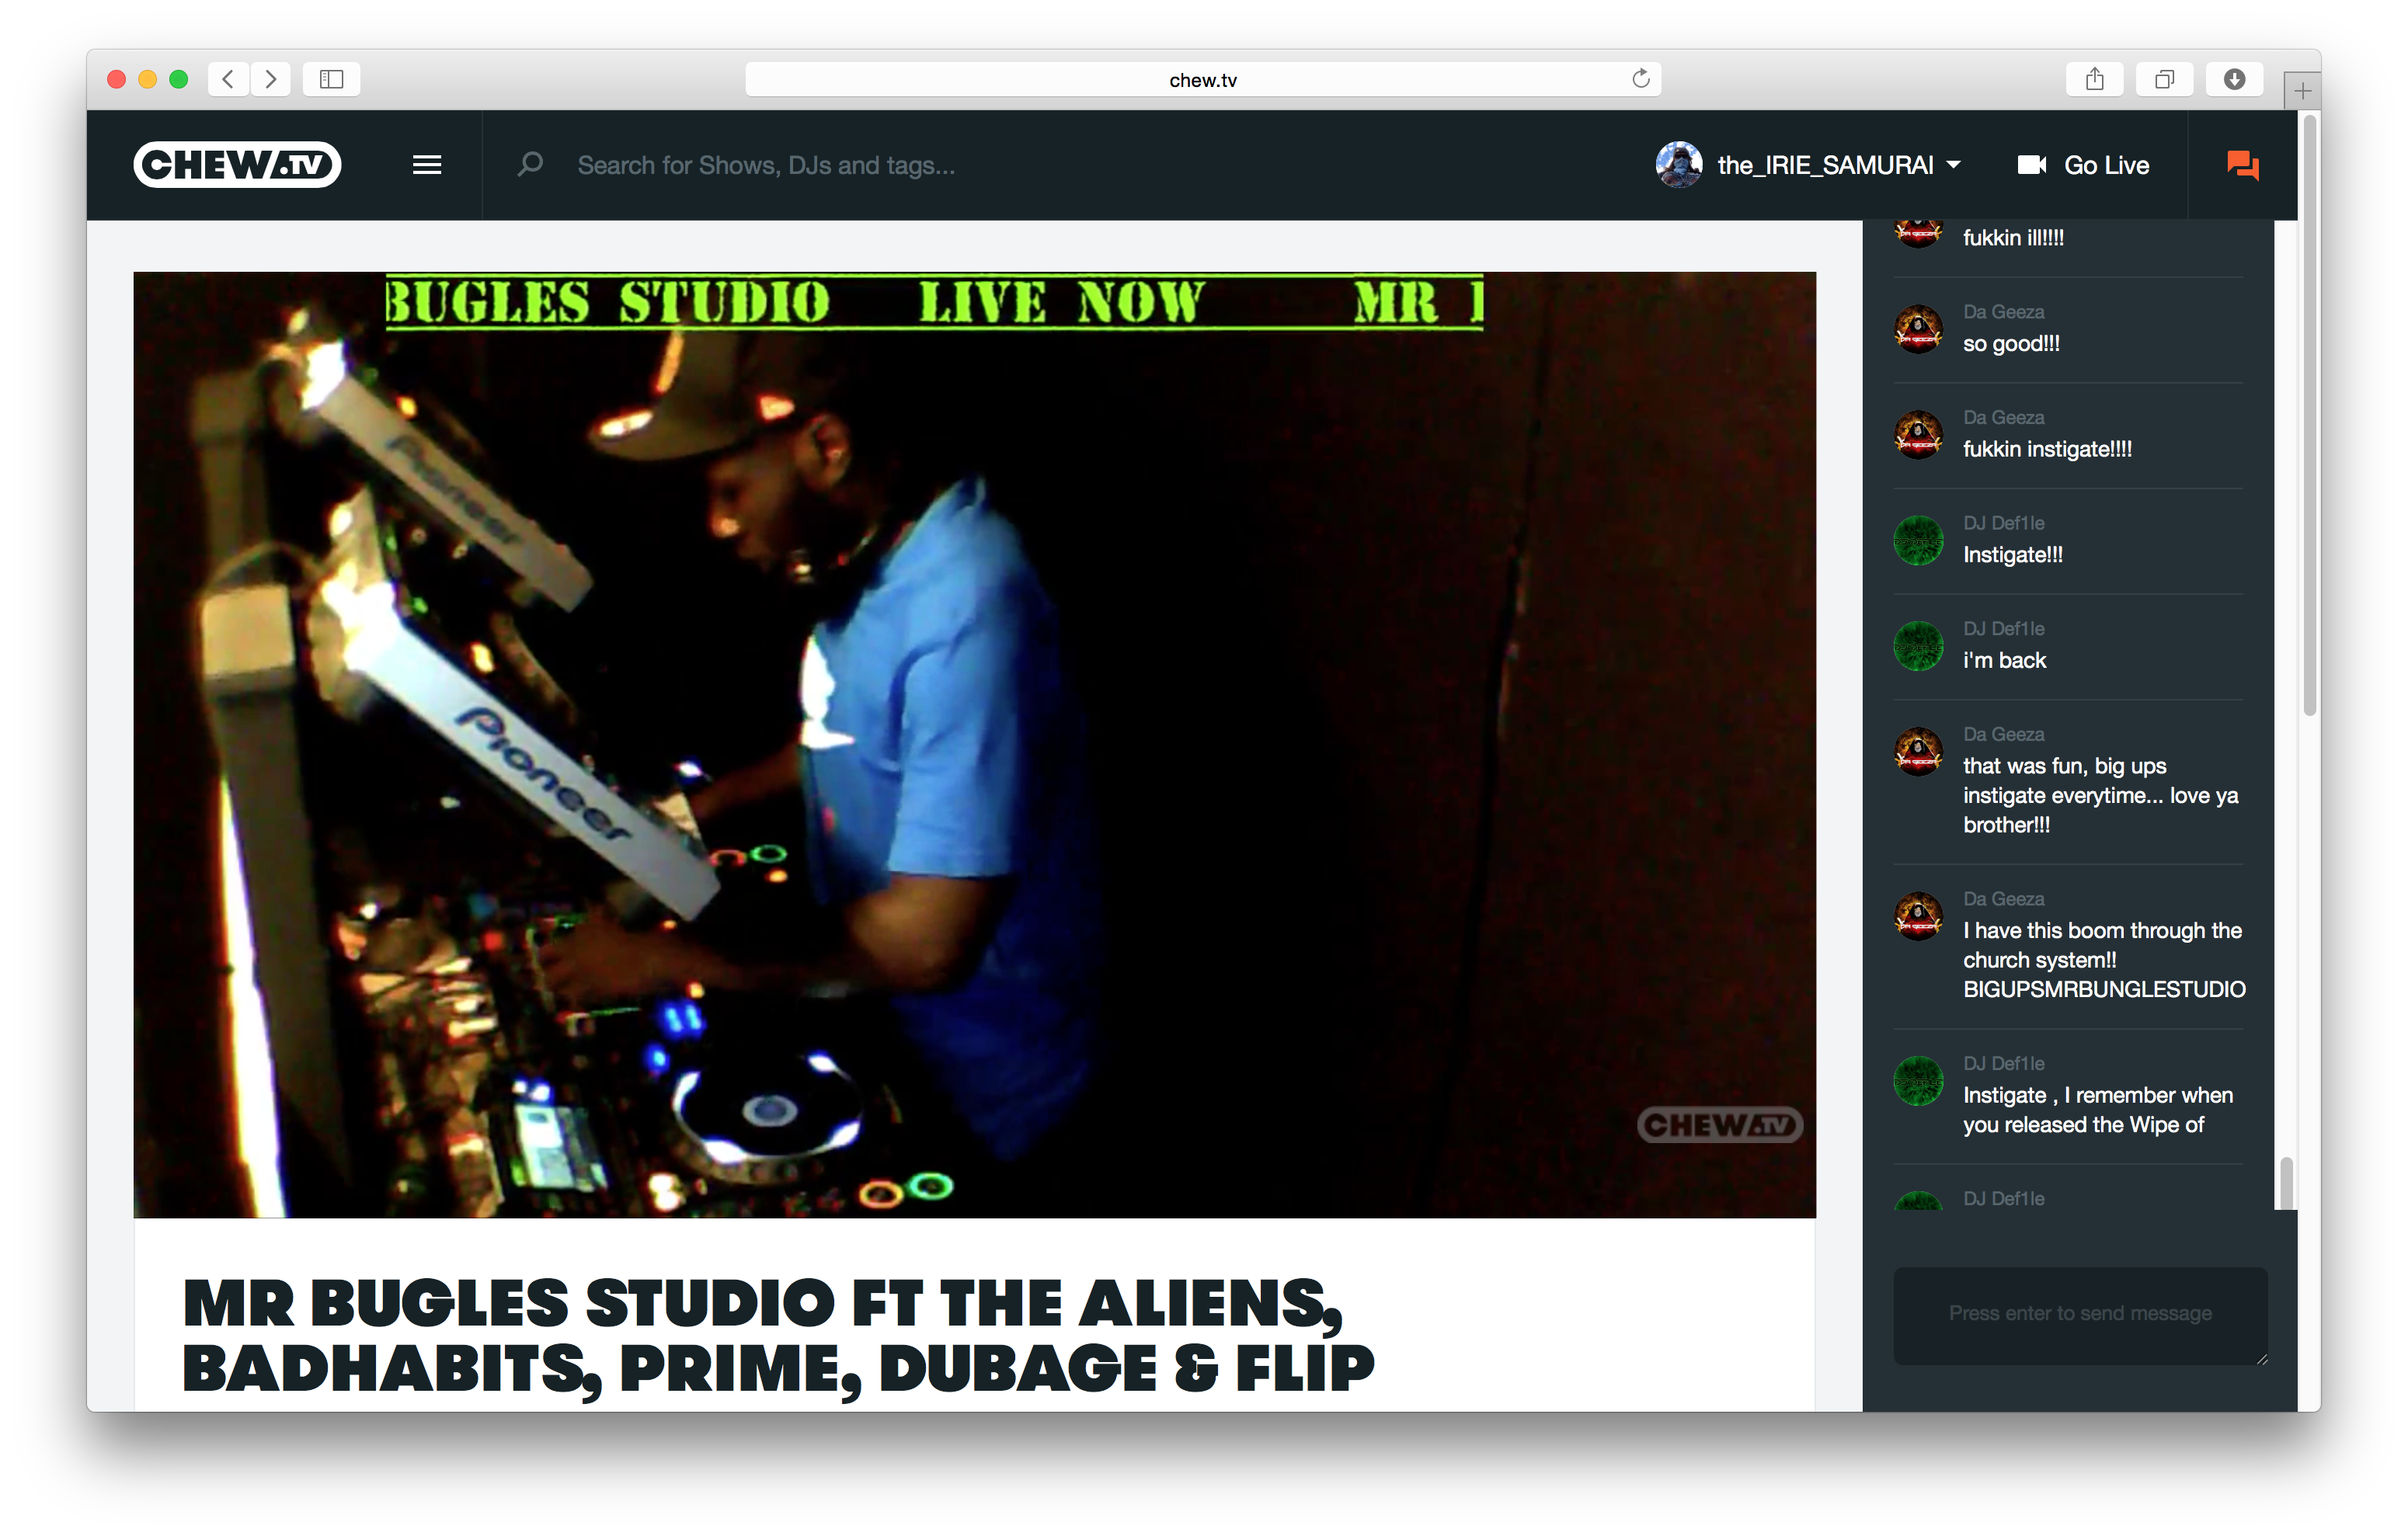 chew.tv
CHEW.TV
Search for Shows, DJs and tags...
the_IRIE_SAMURAI
Go Live
BUGLES STUDIO LIVE NOW MR
Pioneer
Pioneer
CHEW.TV
MR BUGLES STUDIO FT THE ALIENS,
BADHABITS, PRIME, DUBAGE & FLIP
fukkin ill!!!!
Da Geeza
so good!!!
Da Geeza
fukkin instigate!!!!
DJ Def1le
Instigate!!!
DJ Def1le
i'm back
Da Geeza
that was fun, big ups
instigate everytime... love ya
brother!!!
Da Geeza
I have this boom through the
church system!!
BIGUPSMRBUNGLESTUDIO
DJ Def1le
Instigate , I remember when
you released the Wipe of
DJ Def1le
Press enter to send message